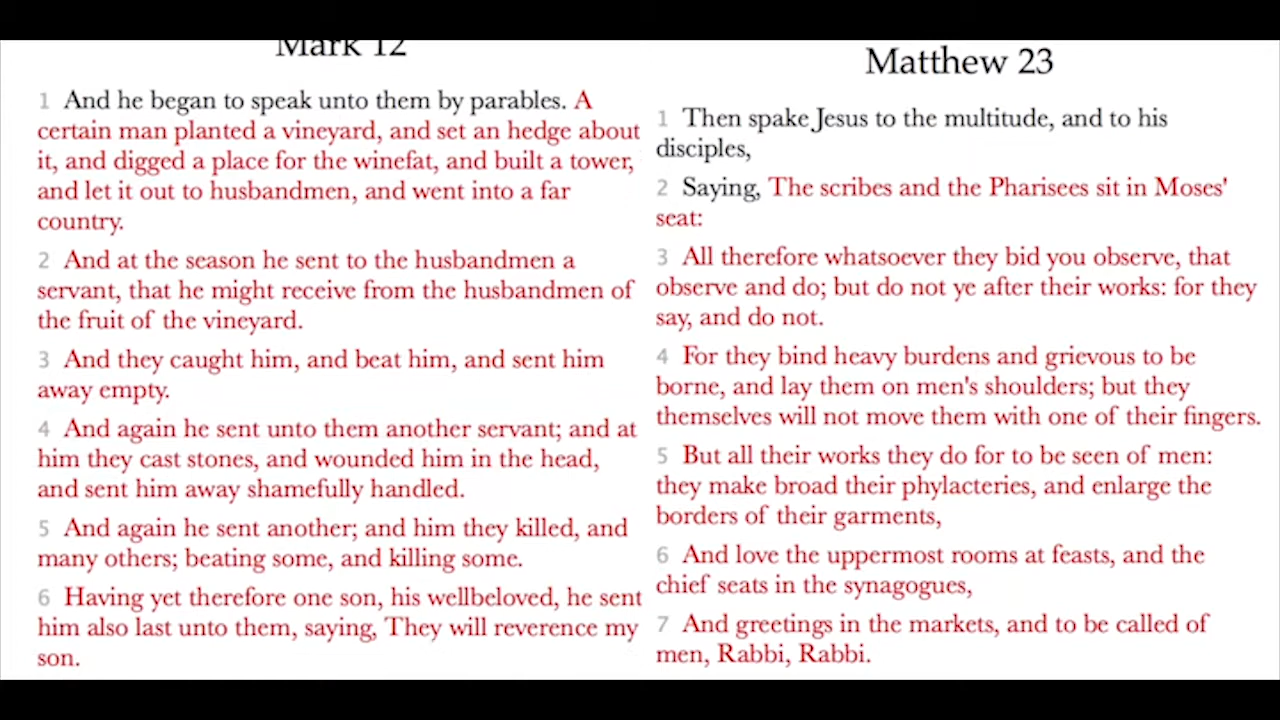 Mark 12
1 And he began to speak unto them by parables. A
certain man planted a vineyard, and set an hedge about
it, and digged a place for the winefat, and built a tower,
and let it out to husbandmen, and went into a far
country.
2 And at the season he sent to the husbandmen a
servant, that he might receive from the husbandmen of
the fruit of the vineyard.
3 And they caught him, and beat him, and sent him
away empty.
4 And again he sent unto them another servant; and at
him they cast stones, and wounded him in the head,
and sent him away shamefully handled.
5 And again he sent another; and him they killed, and
many others; beating some, and killing some.
6 Having yet therefore one son, his wellbeloved, he sent
him also last unto them, saying, They will reverence my
son.
Matthew 23
1 Then spake Jesus to the multitude, and to his
disciples,
2 Saying, The scribes and the Pharisees sit in Moses'
seat:
3 All therefore whatsoever they bid you observe, that
observe and do; but do not ye after their works: for they
say, and do not.
4 For they bind heavy burdens and grievous to be
borne, and lay them on men's shoulders; but they
themselves will not move them with one of their fingers.
5 But all their works they do for to be seen of men:
they make broad their phylacteries, and enlarge the
borders of their garments,
6 And love the uppermost rooms at feasts, and the
chief seats in the synagogues,
7 And greetings in the markets, and to be called of
men, Rabbi, Rabbi.